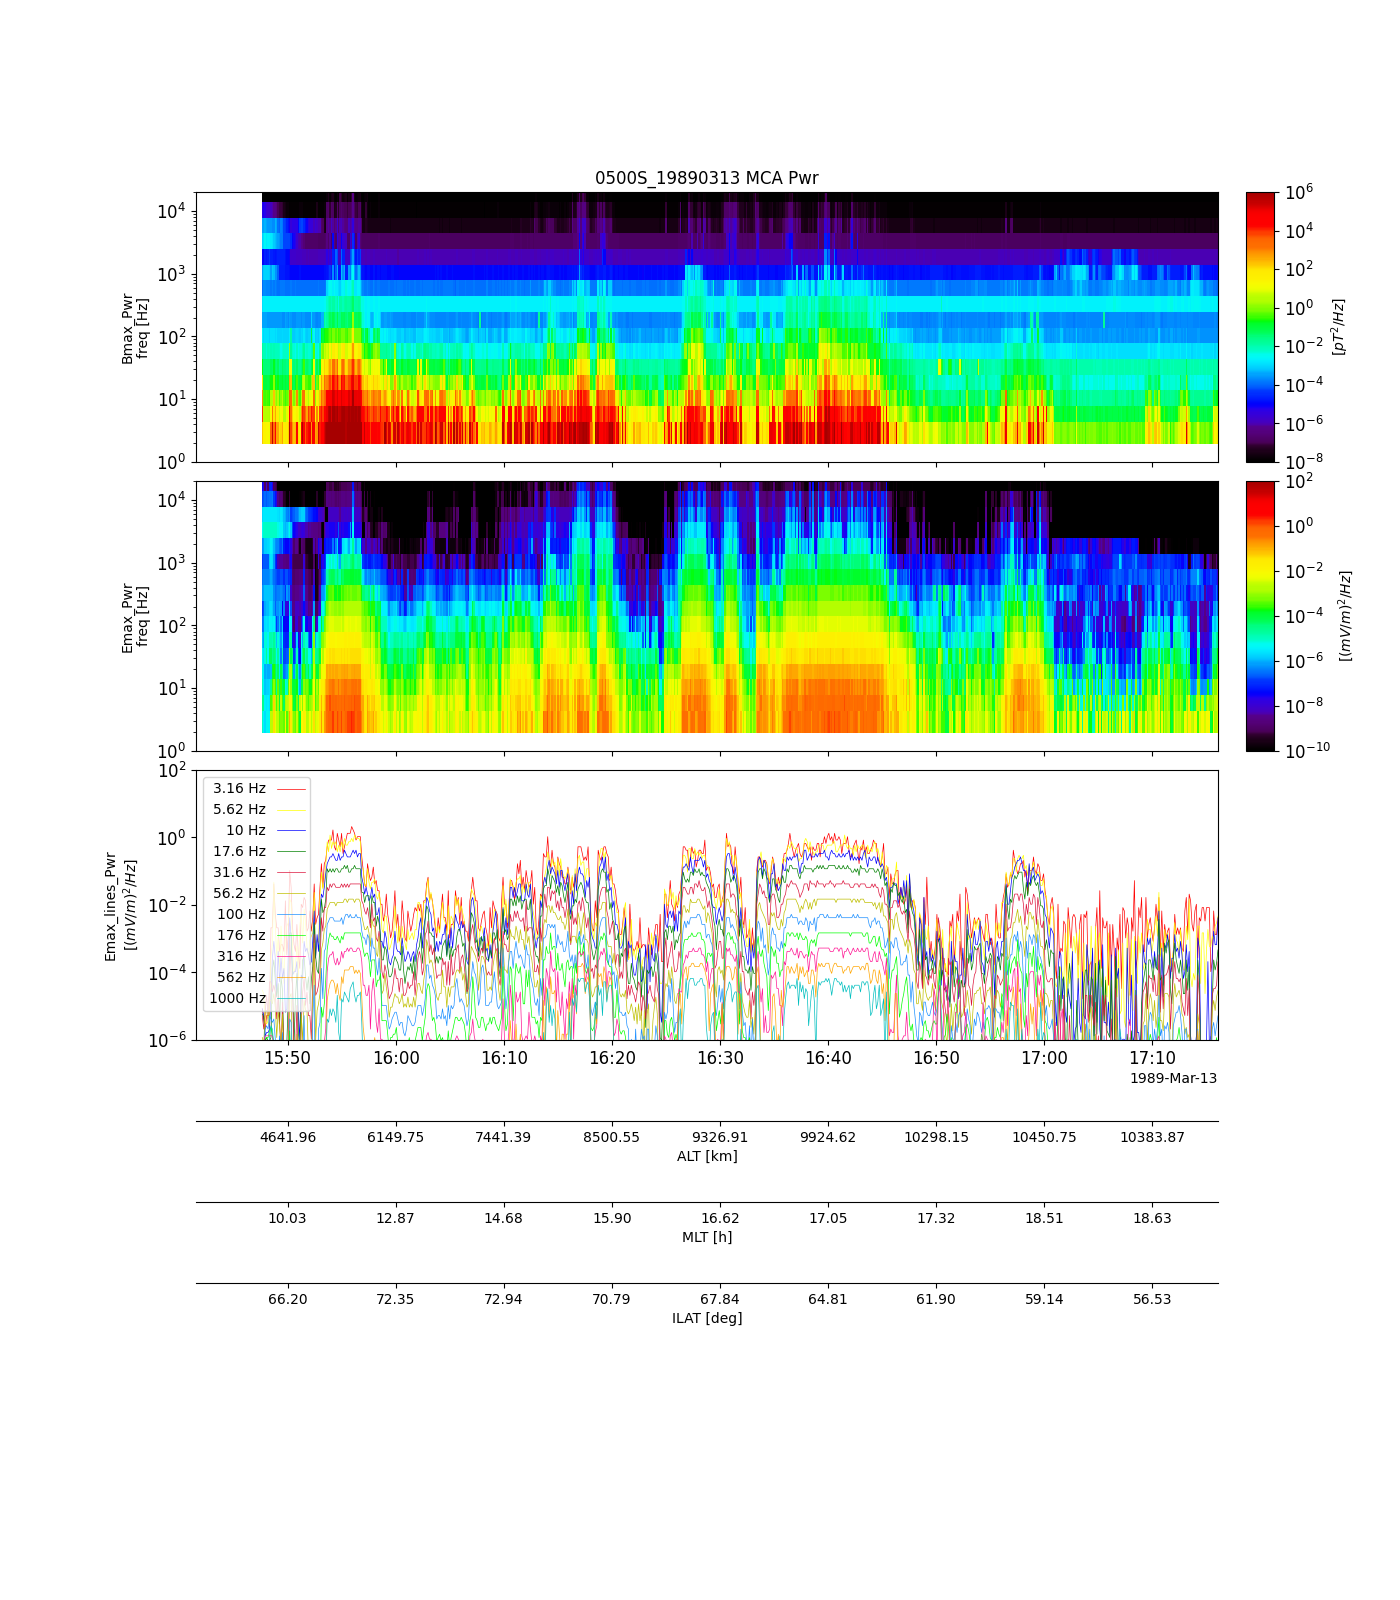 0500S_19890313 MCA Pwr
10^4
10^3
10^2
10^1
10^0
Bmax_Pwr
freq [Hz]
10^6
10^4
10^2
10^0
10^-2
10^-4
10^-6
10^-8
[pT^2/Hz]
10^4
10^3
10^2
10^1
10^0
Emax_Pwr
freq [Hz]
10^2
10^0
10^-2
10^-4
10^-6
10^-8
10^-10
[(mV/m)^2/Hz]
10^2
10^0
10^-2
10^-4
10^-6
Emax_lines_Pwr
[(mV/m)^2/Hz]
3.16 Hz
5.62 Hz
10 Hz
17.6 Hz
31.6 Hz
56.2 Hz
100 Hz
176 Hz
316 Hz
562 Hz
1000 Hz
15:50 16:00 16:10 16:20 16:30 16:40 16:50 17:00 17:10
1989-Mar-13
4641.96 6149.75 7441.39 8500.55 9326.91 9924.62 10298.15 10450.75 10383.87
ALT [km]
10.03 12.87 14.68 15.90 16.62 17.05 17.32 18.51 18.63
MLT [h]
66.20 72.35 72.94 70.79 67.84 64.81 61.90 59.14 56.53
ILAT [deg]